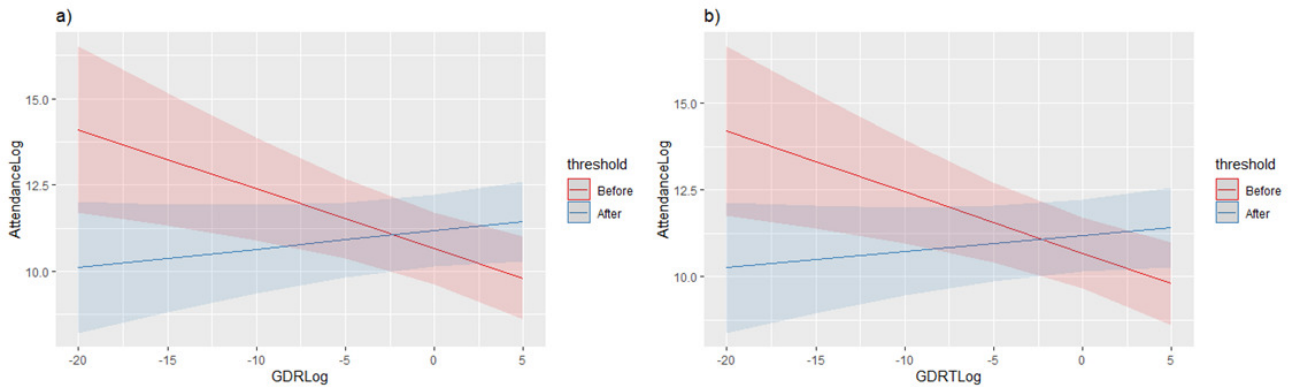 a)
AttendanceLog
15.0
12.5
10.0
-20 -15 -10 -5 0 5
GDRLog
threshold
Before
After
b)
AttendanceLog
15.0
12.5
10.0
-20 -15 -10 -5 0 5
GDRTLog
threshold
Before
After